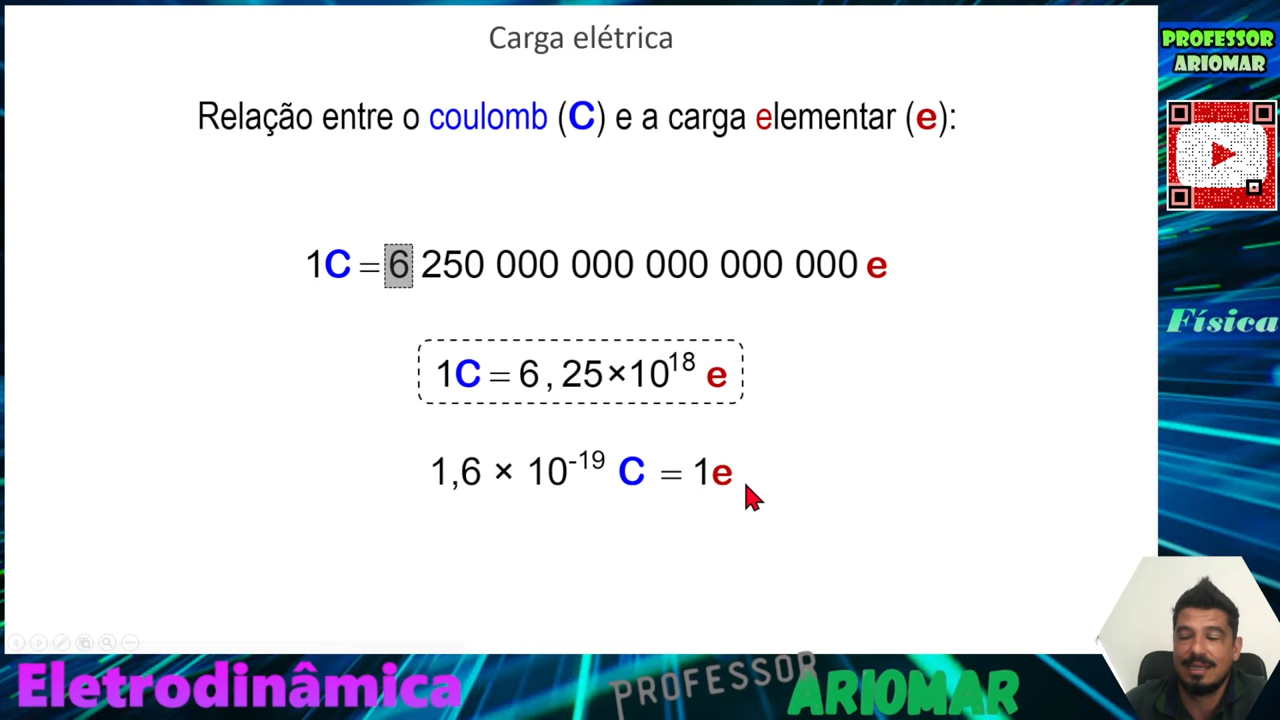 Carga elétrica
Relação entre o coulomb (C) e a carga elementar (e):
1C = 6 250 000 000 000 000 000 e
1C = 6,25×10¹⁸ e
1,6 × 10⁻¹⁹ C = 1e
PROFESSOR
ARIOMAR
Física
Eletrodinâmica
PROFESSOR
ARIOMAR